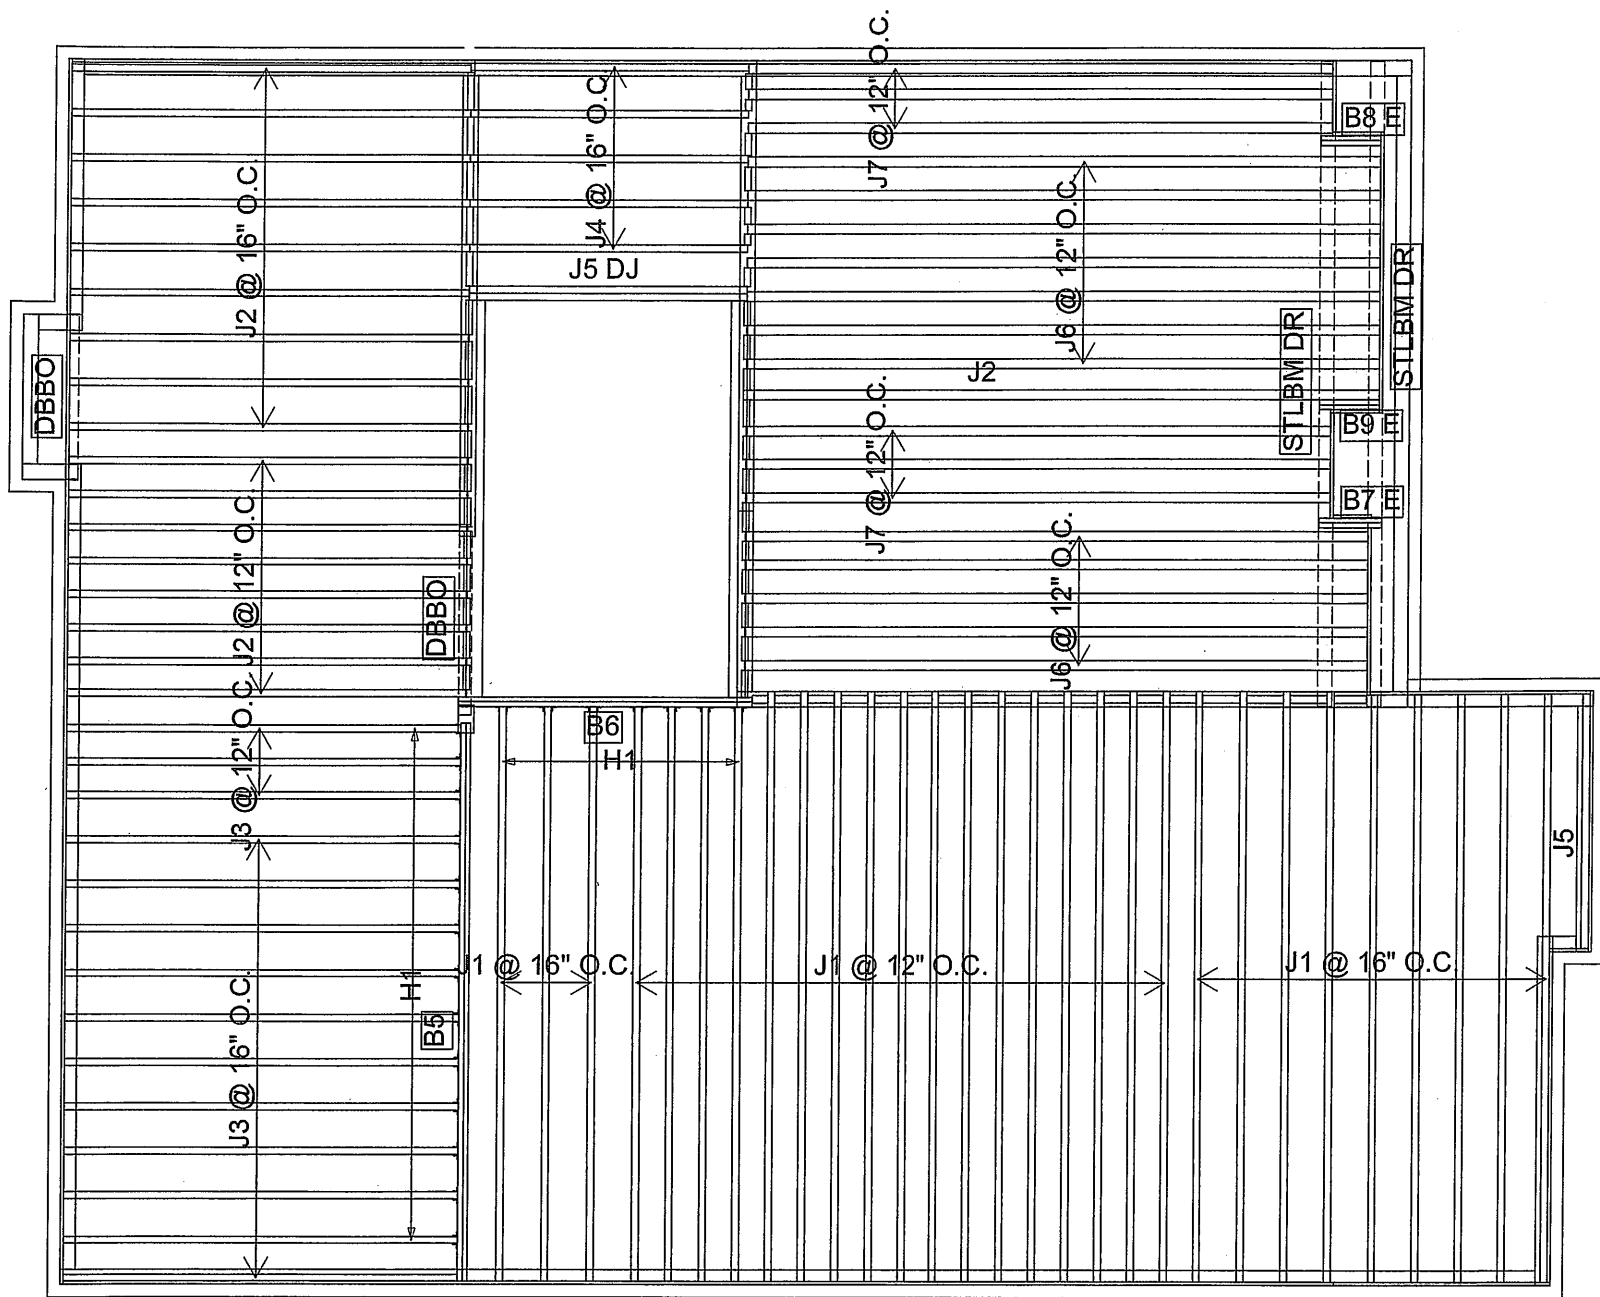 J2 @ 16" O.C.
J4 @ 16" O.C.
J7 @ 12" O.C.
B8 E
J6 @ 12" O.C.
STLBM DR
J5 DJ
STLBM DR
DBBO
J2
J7 @ 12" O.C.
B9 E
B7 E
J2 @ 12" O.C.
DBBO
J6 @ 12" O.C.
B6
H1
J3 @ 12" O.C.
J5
J1 @ 16" O.C.
J1 @ 12" O.C.
J1 @ 16" O.C.
H1
B5
J3 @ 16" O.C.